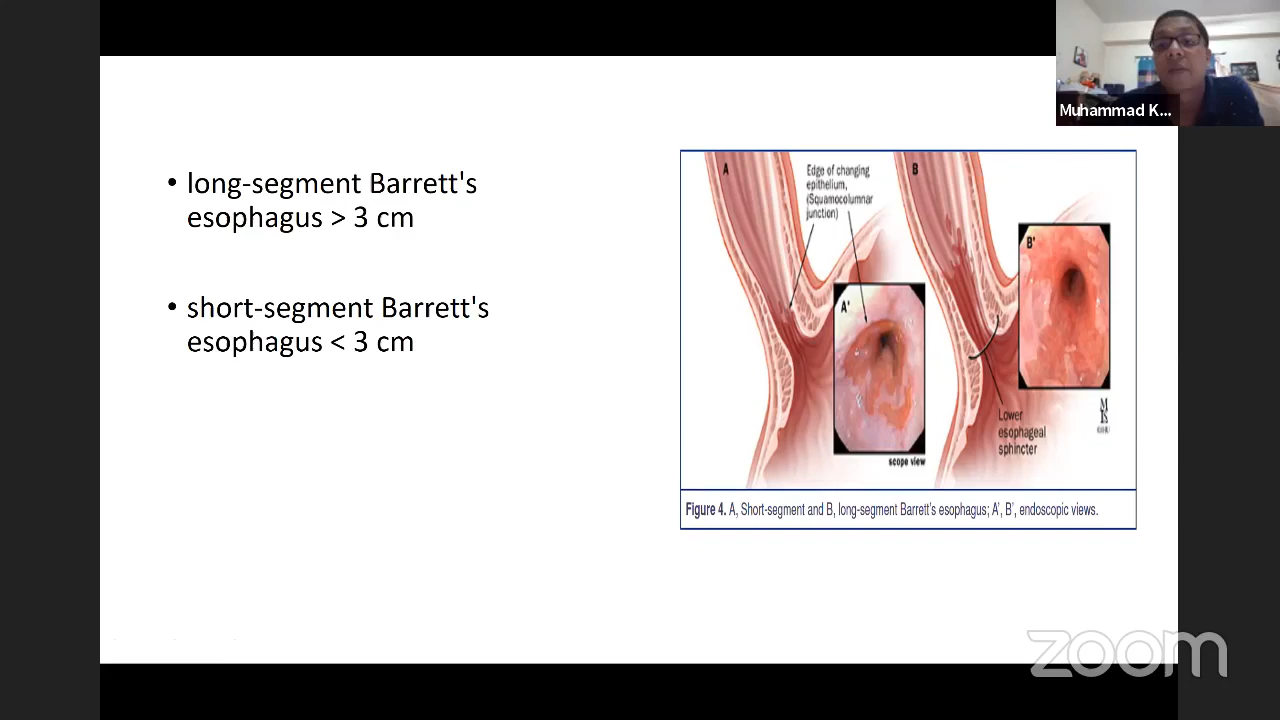 Muhammad K...
• long-segment Barrett's
esophagus > 3 cm
• short-segment Barrett's
esophagus < 3 cm
A
Edge of changing
epithelium,
(Squamocolumnar
junction)
B
A'
B'
Lower
esophageal
sphincter
scope view
Figure 4. A, Short-segment and B, long-segment Barrett's esophagus; A', B', endoscopic views.
zoom